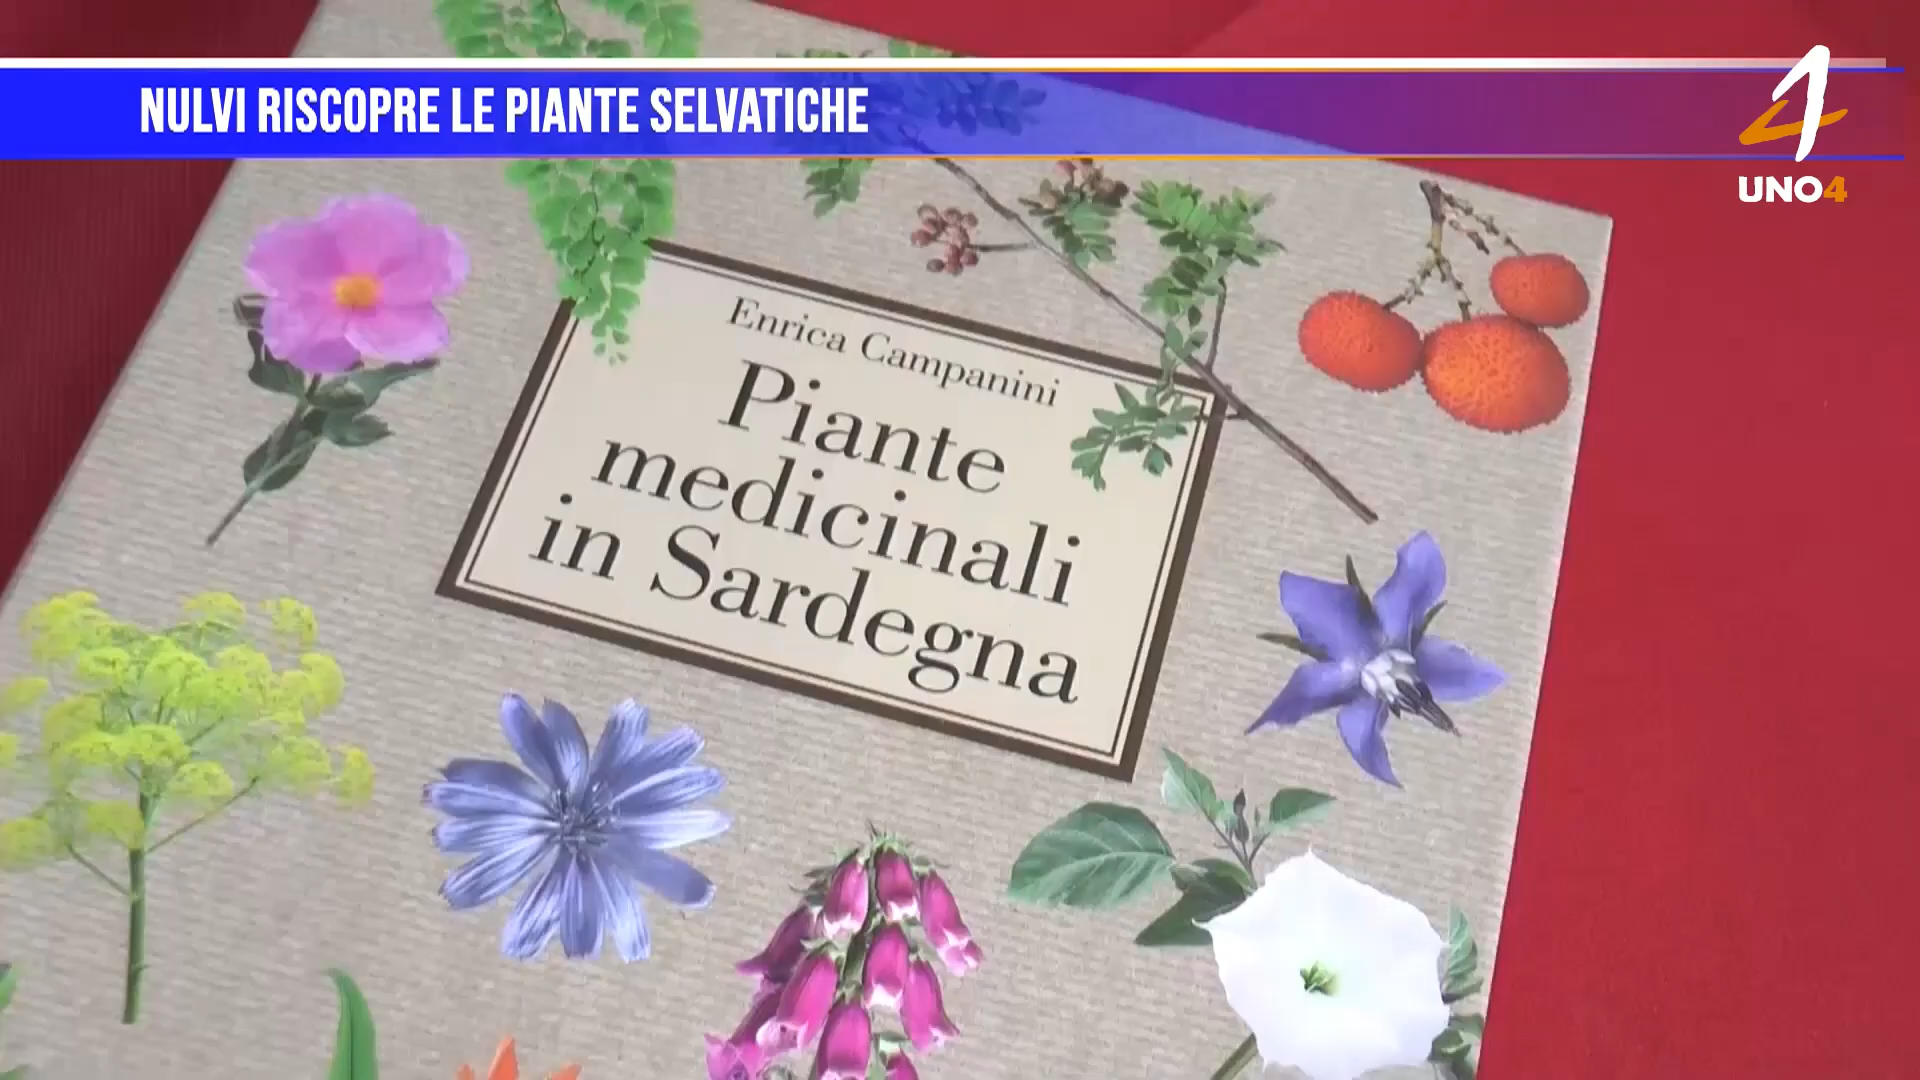 NULVI RISCOPRE LE PIANTE SELVATICHE
UNO4
Enrica Campanini
Piante
medicinali
in Sardegna